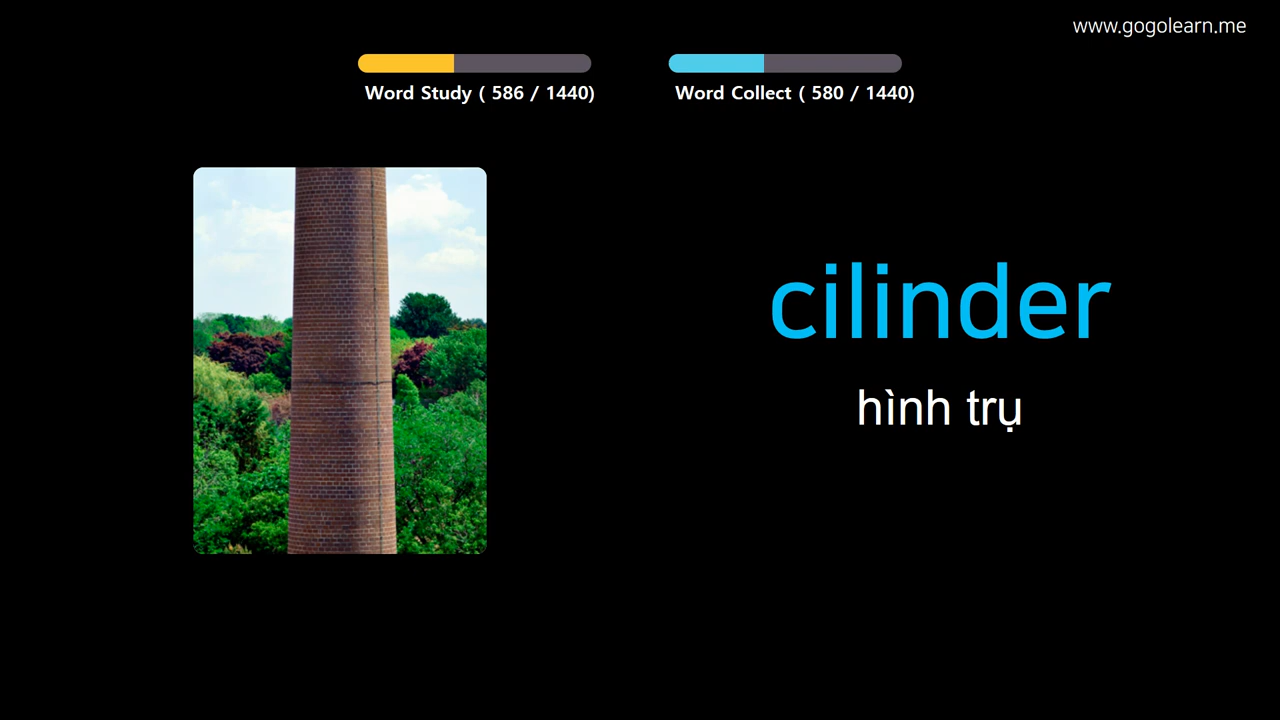 www.gogolearn.me
Word Study ( 586 / 1440)
Word Collect ( 580 / 1440)
cilinder
hình trụ